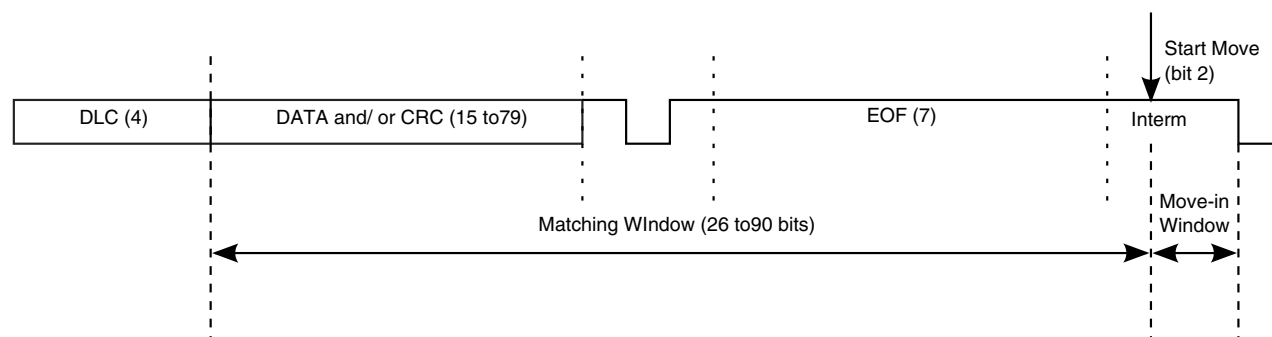 Start Move
(bit 2)
DLC (4)
DATA and/ or CRC (15 to79)
EOF (7)
Interm
Matching WIndow (26 to90 bits)
Move-in
Window